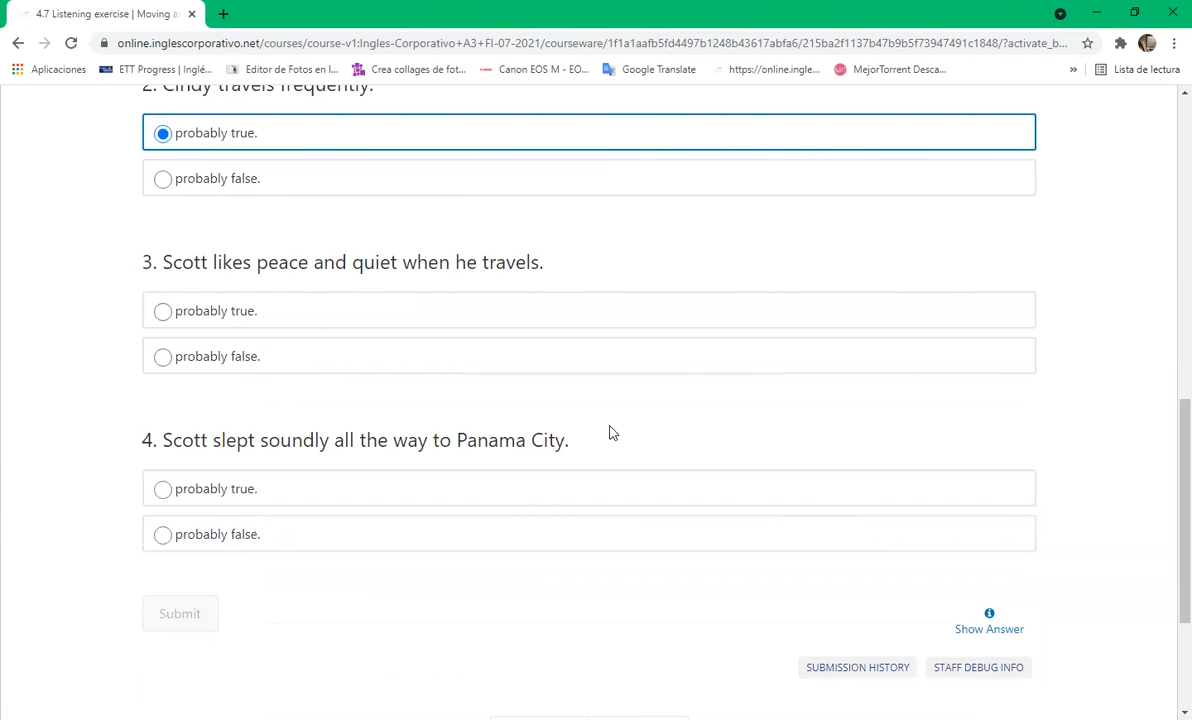 4.7 Listening exercise | Moving a
online.inglescorporativo.net/courses/course-v1:Ingles-Corporativo+A3+FI-07-2021/courseware/1f1a1aafb5fd4497b1248b43617abfa6/215ba2f1137b47b9b5f73947491c1848/?activate_b...
Aplicaciones ETT Progress | Inglé... Editor de Fotos en l... Crea collages de fot... Canon EOS M - EO... Google Translate https://online.ingle... MejorTorrent Desca... » Lista de lectura
2. Cindy travels frequently.
probably true.
probably false.
3. Scott likes peace and quiet when he travels.
probably true.
probably false.
4. Scott slept soundly all the way to Panama City.
probably true.
probably false.
Submit
Show Answer
SUBMISSION HISTORY STAFF DEBUG INFO